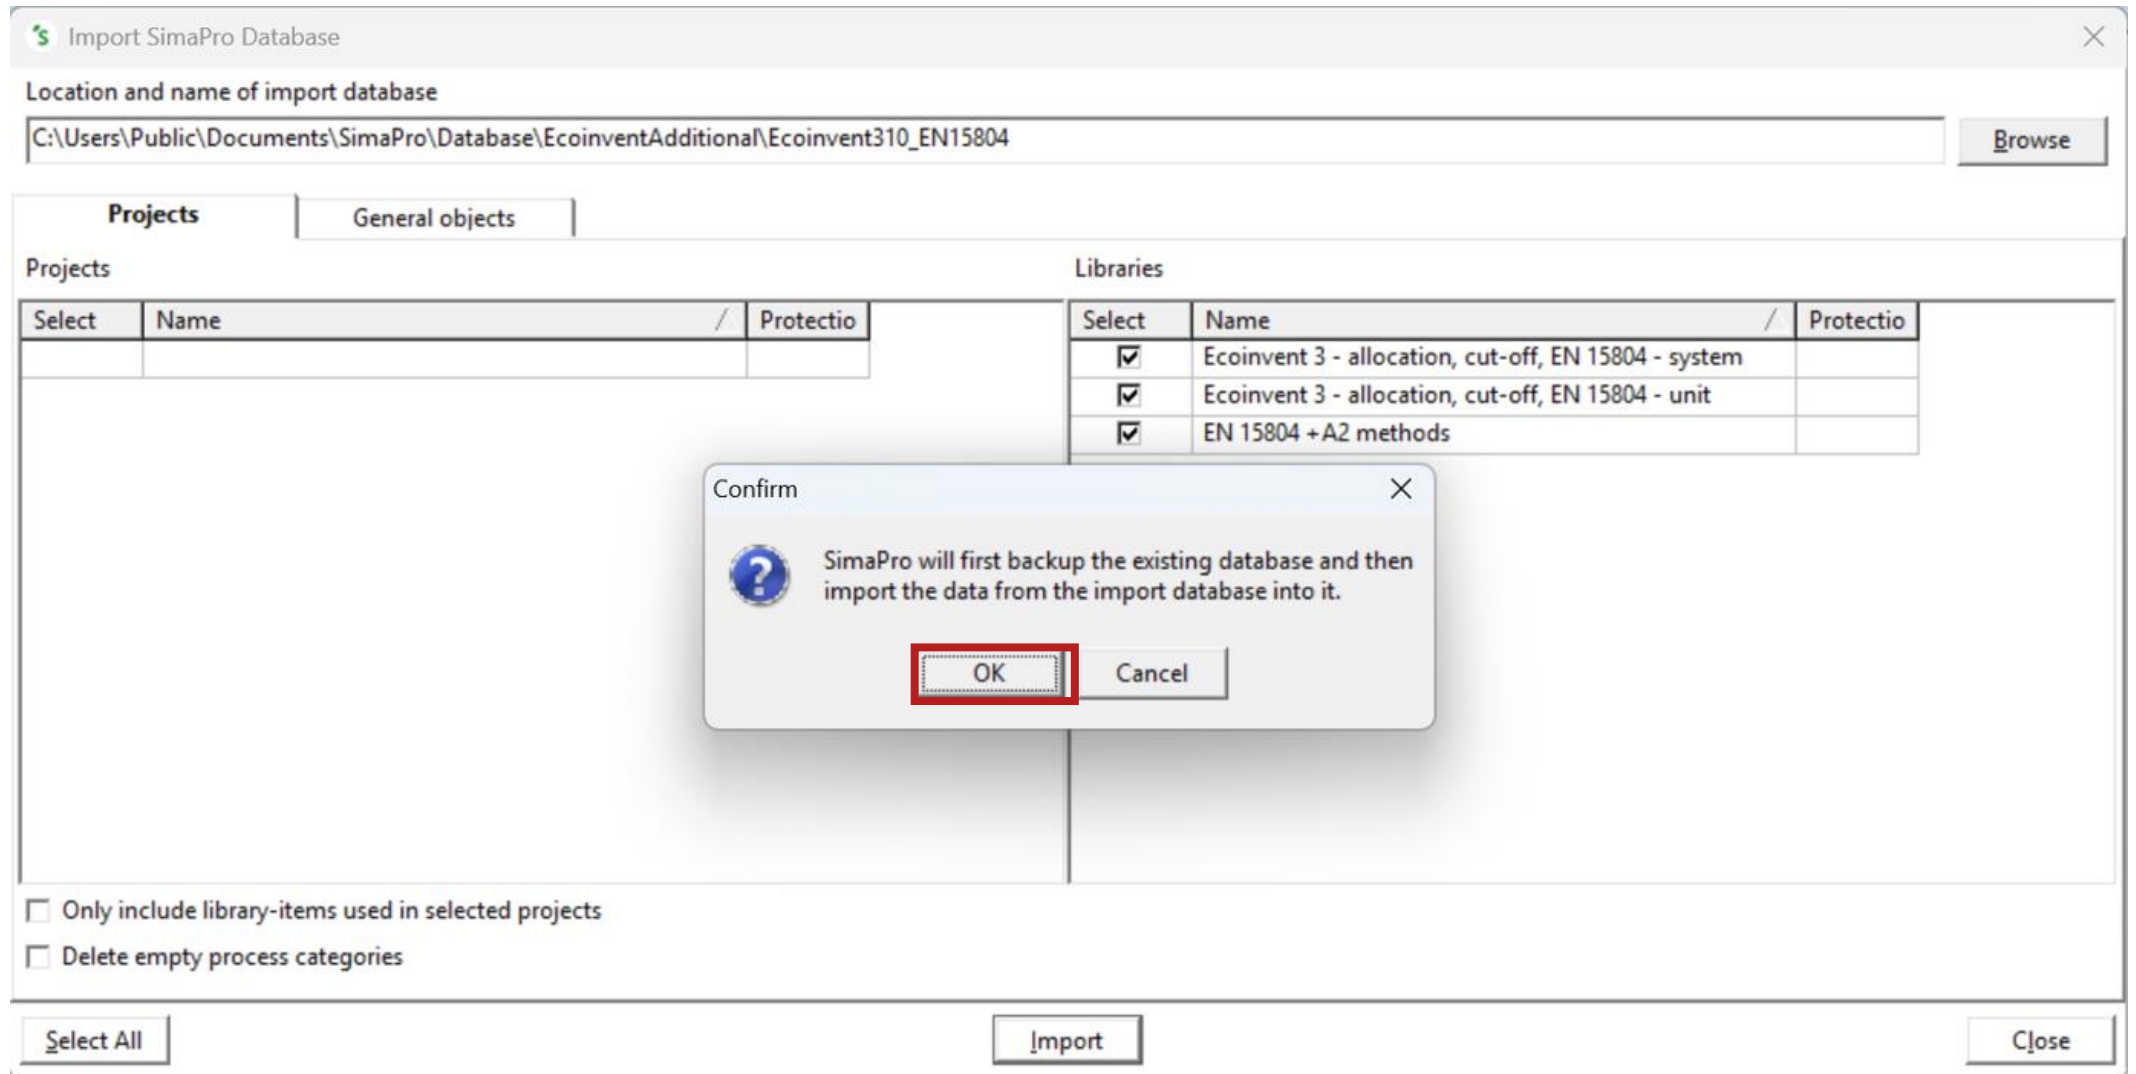 Import SimaPro Database
Location and name of import database
C:\Users\Public\Documents\SimaPro\Database\EcoinventAdditional\Ecoinvent310_EN15804
Browse
Projects
General objects
Projects
Libraries
Select Name Protectio
Select Name Protectio
Ecoinvent 3 - allocation, cut-off, EN 15804 - system
Ecoinvent 3 - allocation, cut-off, EN 15804 - unit
EN 15804 +A2 methods
Confirm
SimaPro will first backup the existing database and then
import the data from the import database into it.
OK
Cancel
Only include library-items used in selected projects
Delete empty process categories
Select All
Import
Close